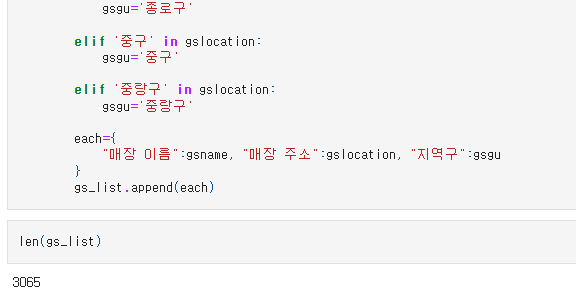 gsgu='종로구'
elif '중구' in gslocation:
gsgu='중구'
elif '중랑구' in gslocation:
gsgu='중랑구'
each={
"매장 이름":gsname, "매장 주소":gslocation, "지역구":gsgu
}
gs_list.append(each)
len(gs_list)
3065